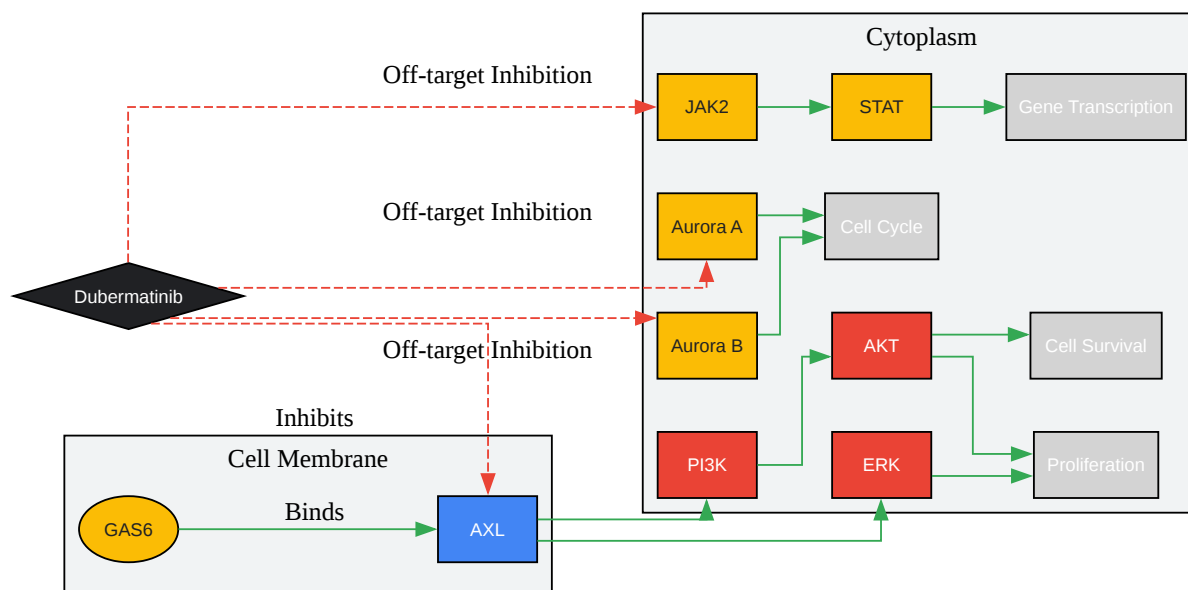 Cytoplasm
Off-target Inhibition
JAK2
STAT
Gene Transcription
Off-target Inhibition
Aurora A
Cell Cycle
Dubermatinib
Off-target Inhibition
Aurora B
AKT
Cell Survival
Inhibits
Cell Membrane
PI3K
ERK
Proliferation
GAS6
Binds
AXL